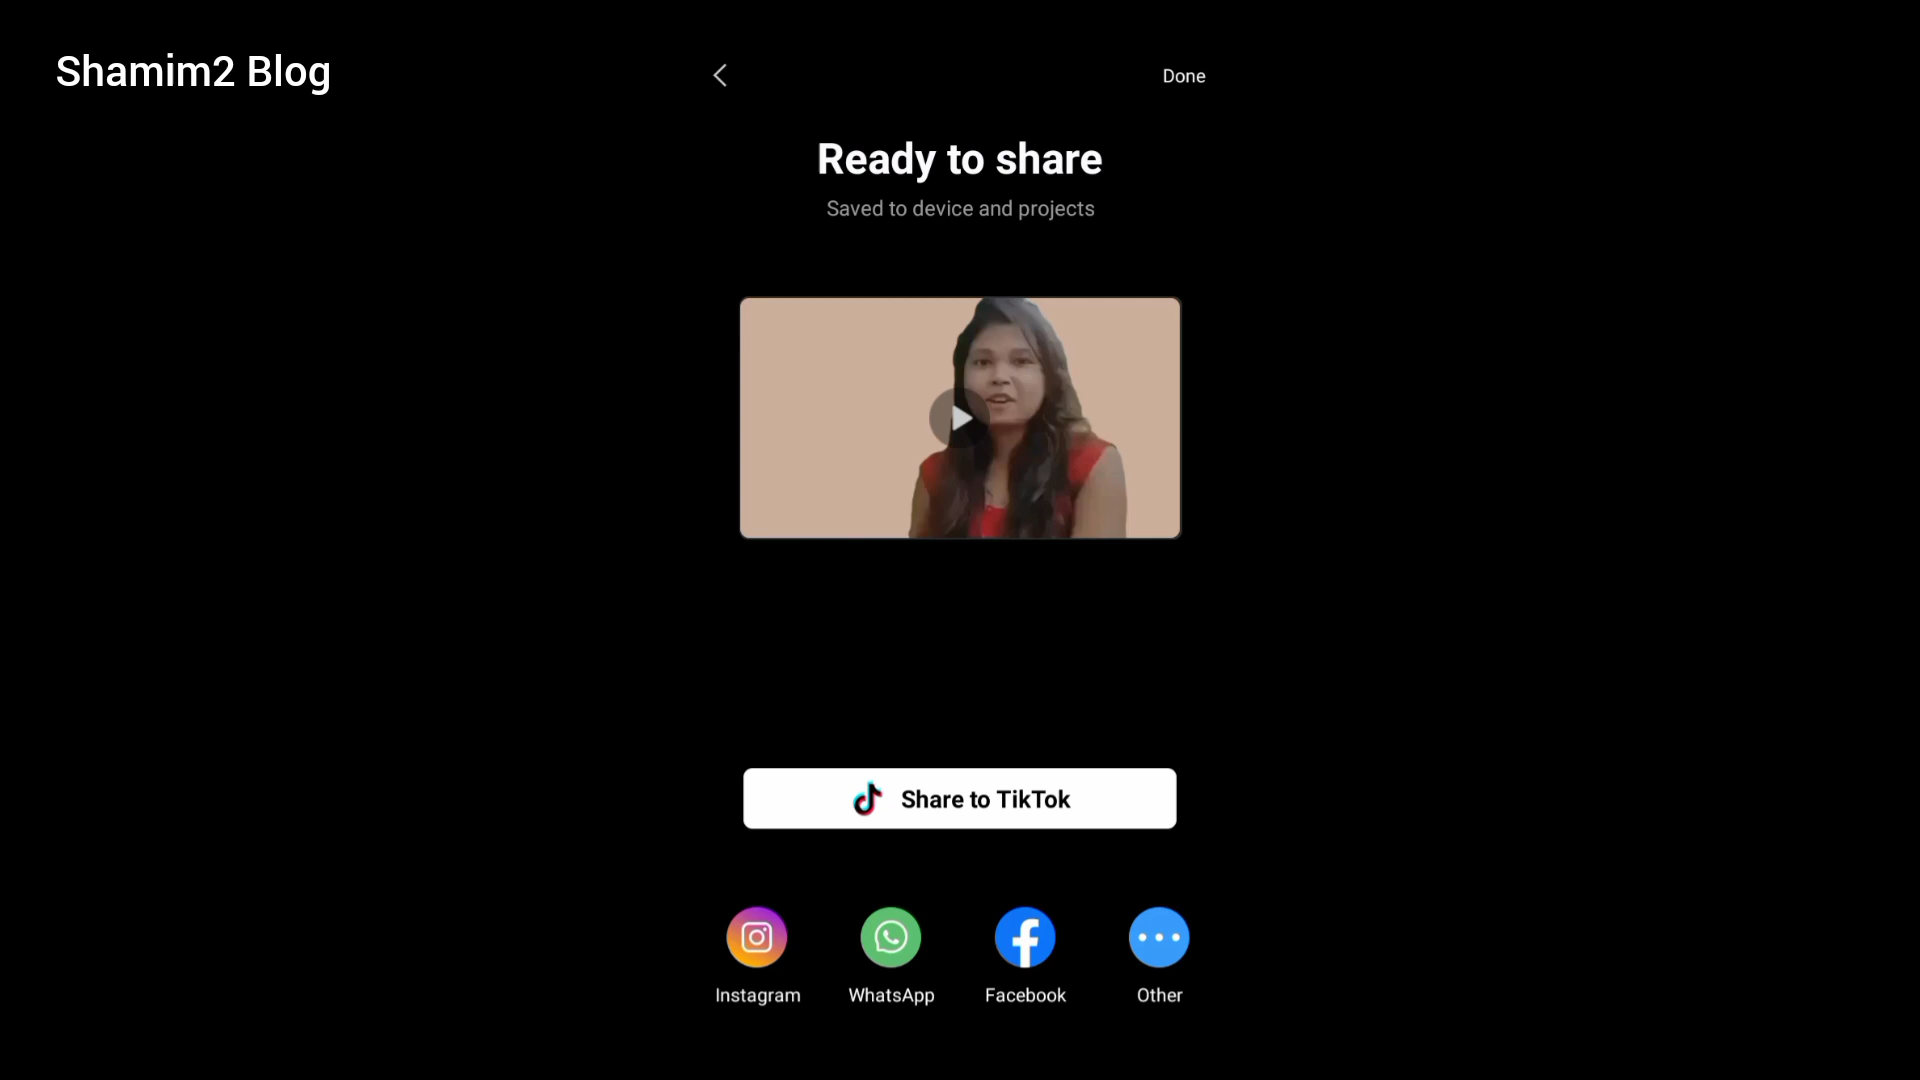 Shamim2 Blog
Done
Ready to share
Saved to device and projects
Share to TikTok
Instagram
WhatsApp
Facebook
Other